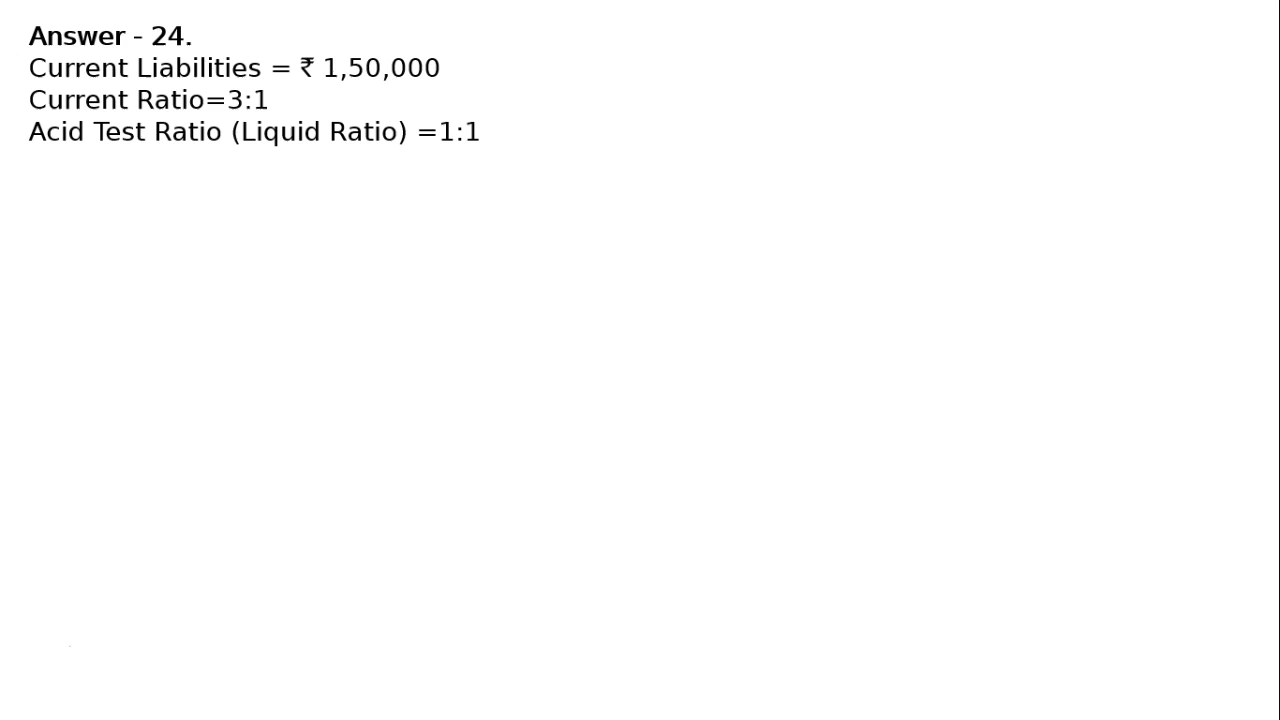 Answer - 24.
Current Liabilities = ₹ 1,50,000
Current Ratio=3:1
Acid Test Ratio (Liquid Ratio) =1:1